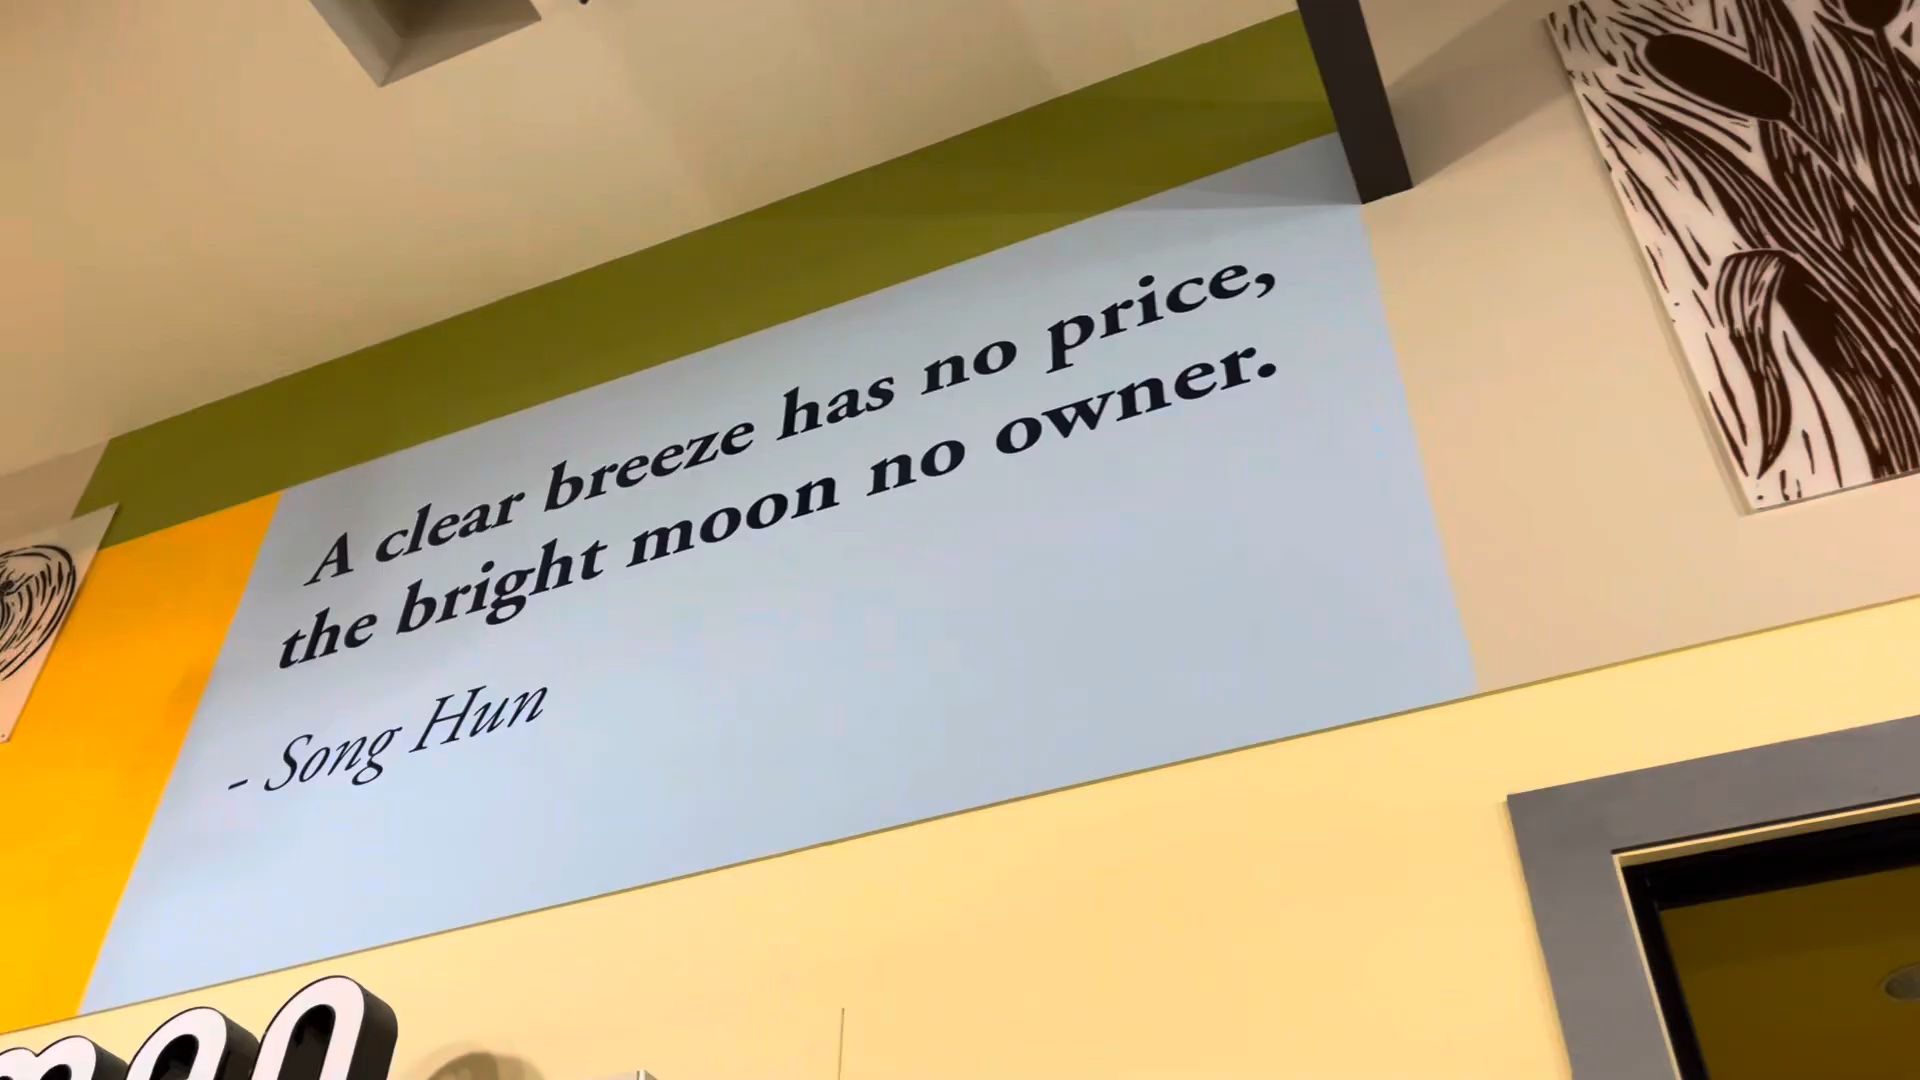 A clear breeze has no price,
the bright moon no owner.
- Song Hun